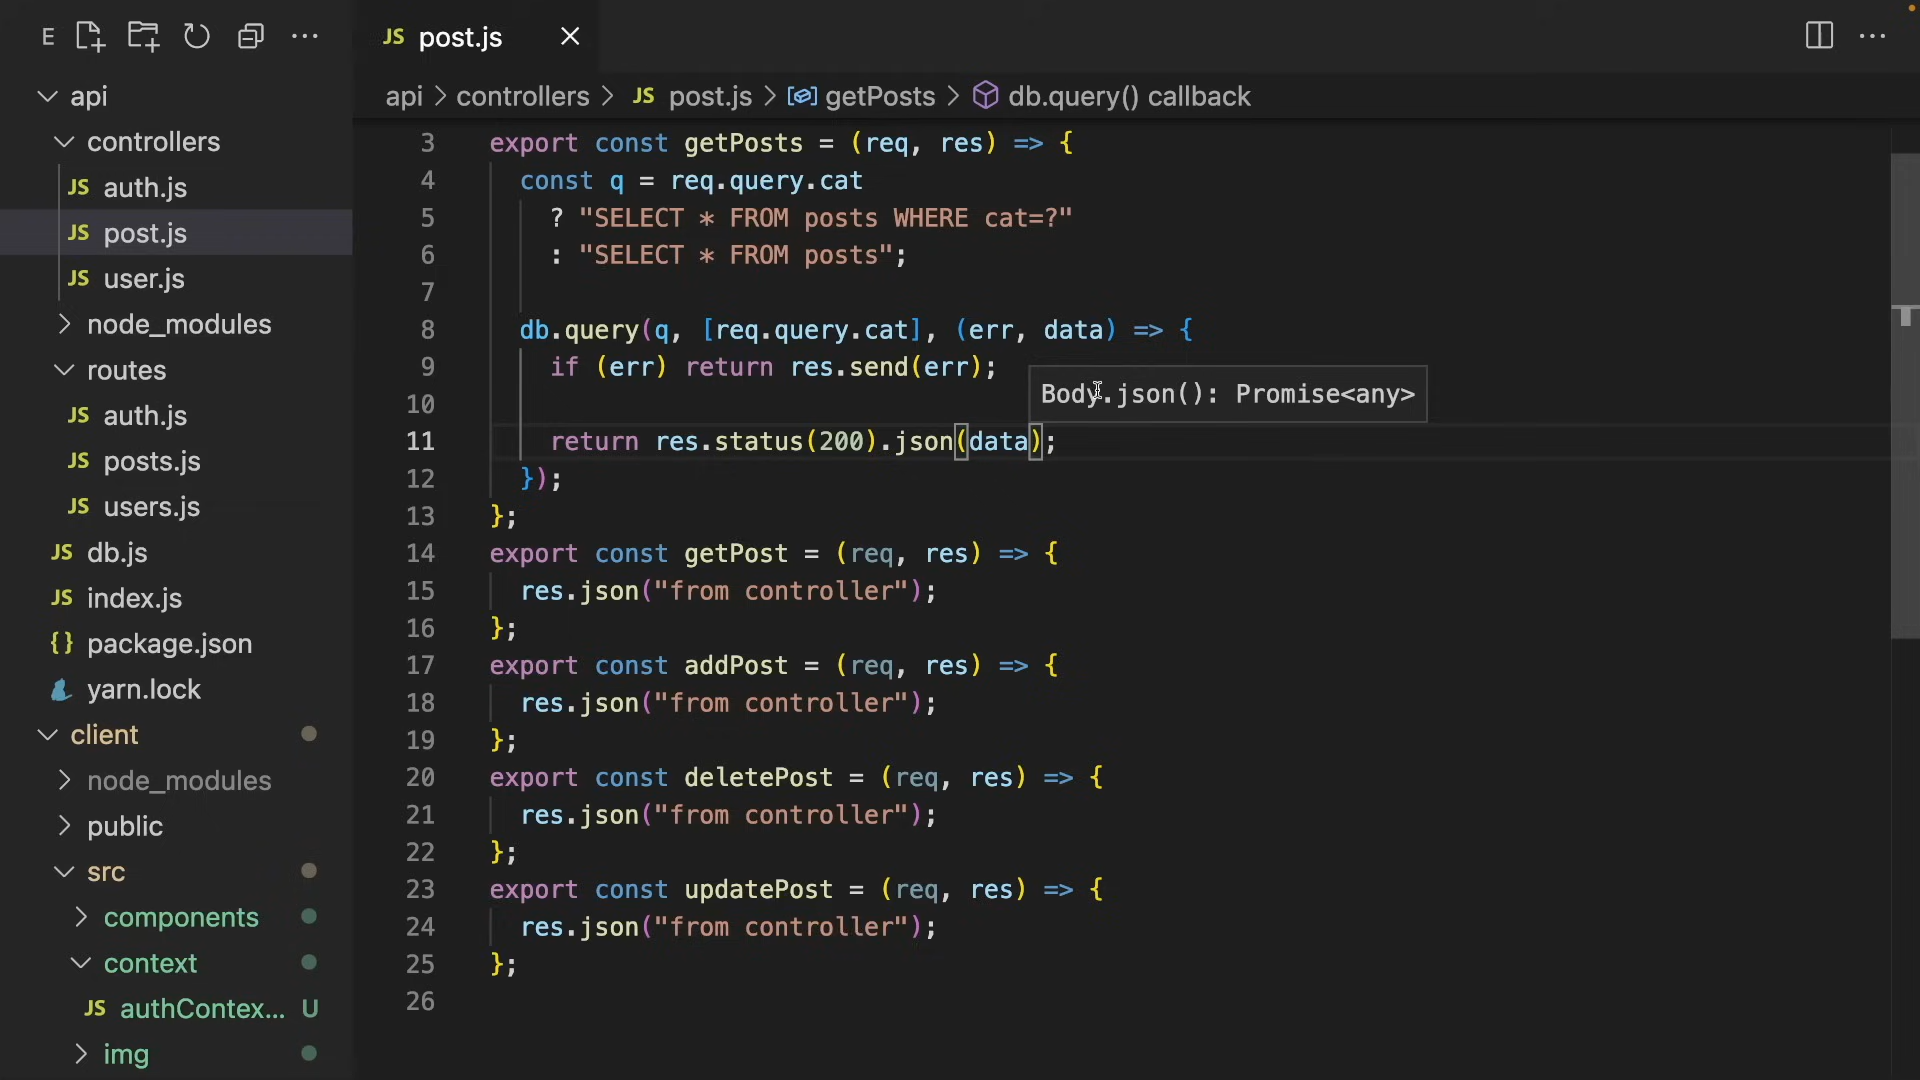 E
JS post.js
api > controllers > JS post.js > getPosts > db.query() callback
api
controllers
JS auth.js
JS post.js
JS user.js
node_modules
routes
JS auth.js
JS posts.js
JS users.js
JS db.js
JS index.js
{} package.json
yarn.lock
client
node_modules
public
src
components
context
JS authContex... U
img
3 export const getPosts = (req, res) => {
4 const q = req.query.cat
5 ? "SELECT * FROM posts WHERE cat=?"
6 : "SELECT * FROM posts";
7
8 db.query(q, [req.query.cat], (err, data) => {
9 if (err) return res.send(err);
Body.json(): Promise<any>
10
11 return res.status(200).json(data);
12 });
13 };
14 export const getPost = (req, res) => {
15 res.json("from controller");
16 };
17 export const addPost = (req, res) => {
18 res.json("from controller");
19 };
20 export const deletePost = (req, res) => {
21 res.json("from controller");
22 };
23 export const updatePost = (req, res) => {
24 res.json("from controller");
25 };
26